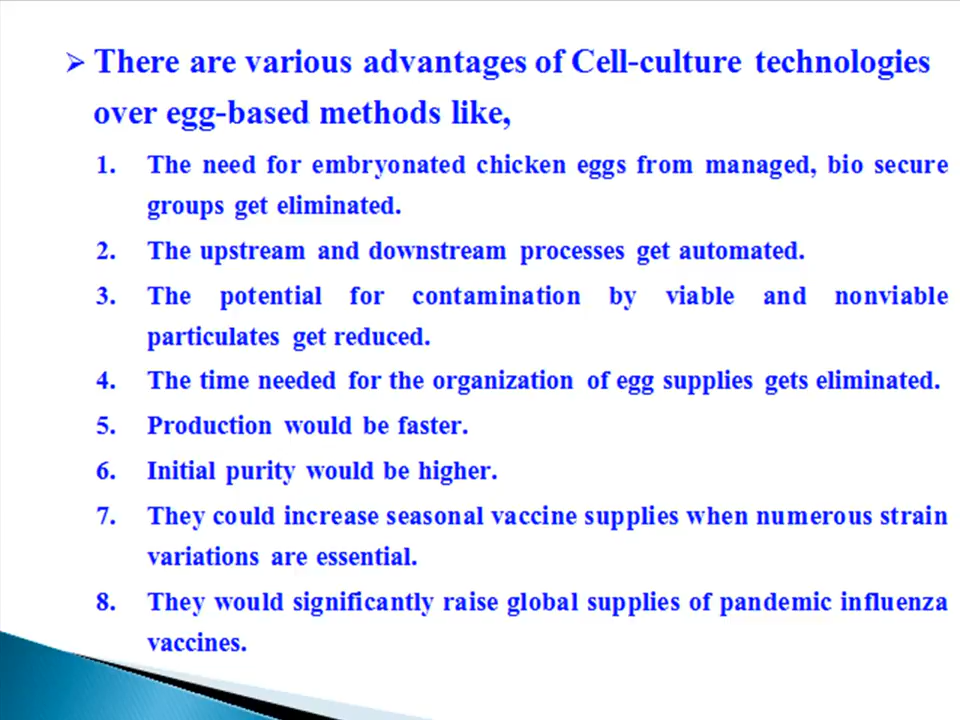 ➢ There are various advantages of Cell-culture technologies
over egg-based methods like,
1. The need for embryonated chicken eggs from managed, bio secure
groups get eliminated.
2. The upstream and downstream processes get automated.
3. The potential for contamination by viable and nonviable
particulates get reduced.
4. The time needed for the organization of egg supplies gets eliminated.
5. Production would be faster.
6. Initial purity would be higher.
7. They could increase seasonal vaccine supplies when numerous strain
variations are essential.
8. They would significantly raise global supplies of pandemic influenza
vaccines.